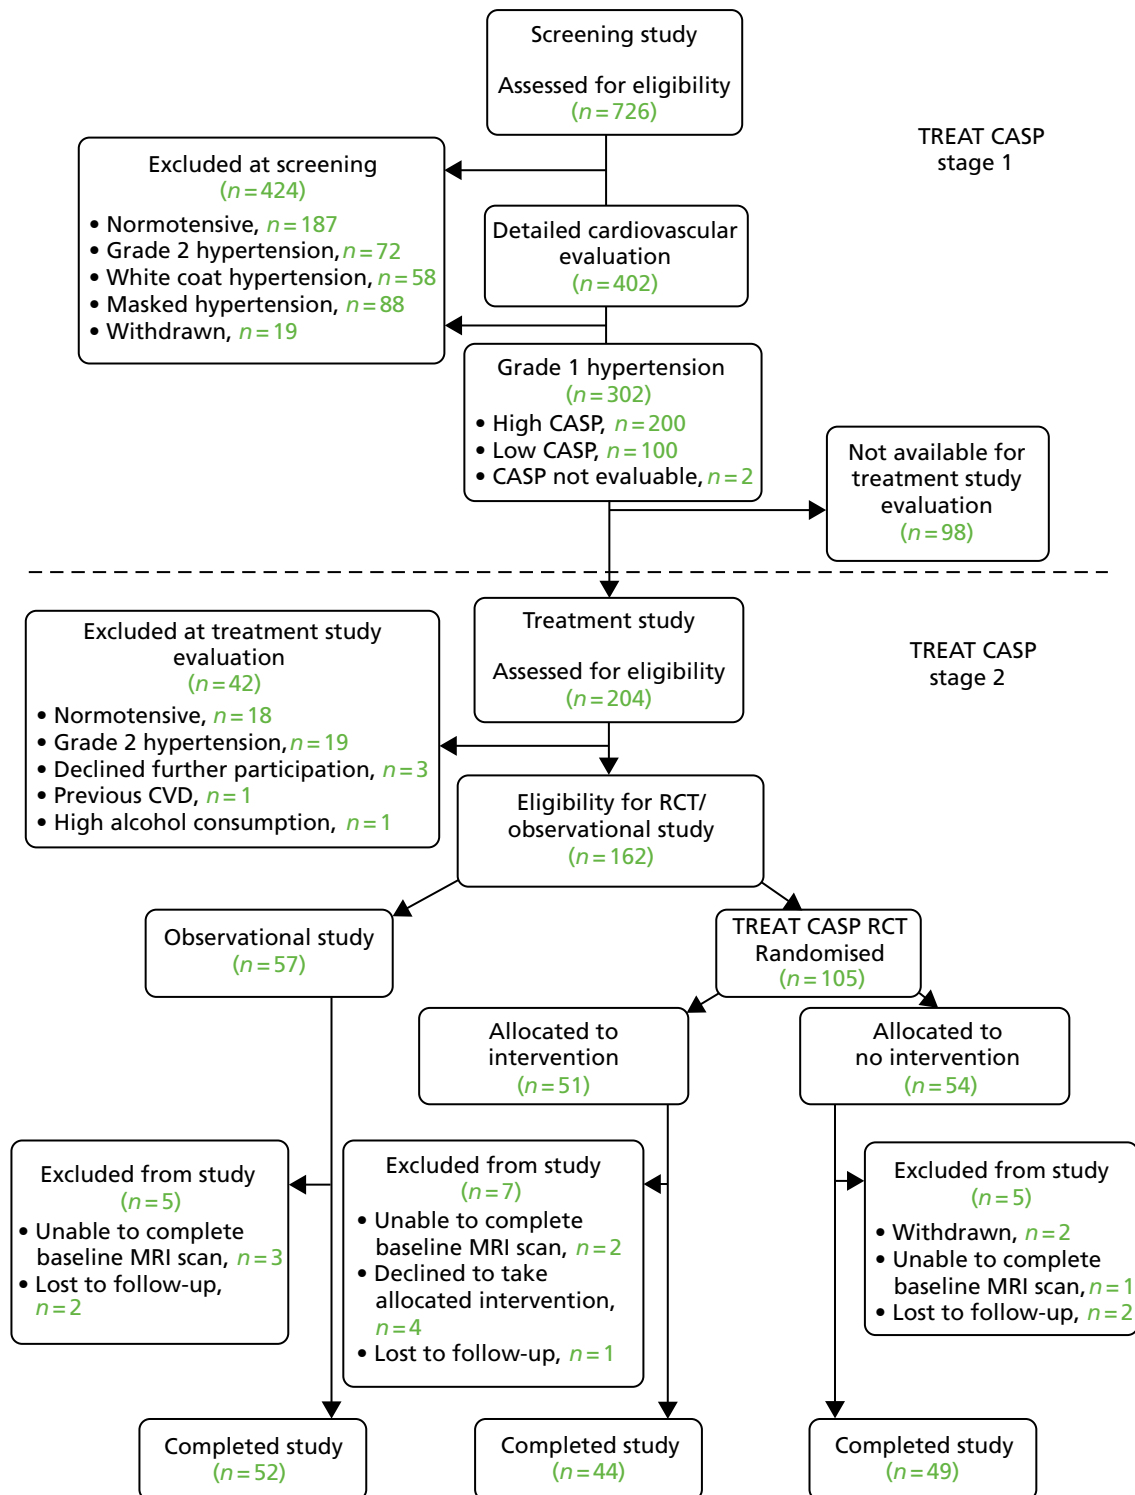 Screening study
Assessed for eligibility
(n=726)
TREAT CASP
stage 1
Excluded at screening
(n=424)
• Normotensive, n=187
• Grade 2 hypertension, n=72
• White coat hypertension, n=58
• Masked hypertension, n=88
• Withdrawn, n=19
Detailed cardiovascular
evaluation
(n=402)
Grade 1 hypertension
(n=302)
• High CASP, n=200
• Low CASP, n=100
• CASP not evaluable, n=2
Not available for
treatment study
evaluation
(n=98)
Treatment study
Assessed for eligibility
(n=204)
TREAT CASP
stage 2
Excluded at treatment study
evaluation
(n=42)
• Normotensive, n=18
• Grade 2 hypertension, n=19
• Declined further participation, n=3
• Previous CVD, n=1
• High alcohol consumption, n=1
Eligibility for RCT/
observational study
(n=162)
Observational study
(n=57)
TREAT CASP RCT
Randomised
(n=105)
Allocated to
intervention
(n=51)
Allocated to
no intervention
(n=54)
Excluded from study
(n=5)
• Unable to complete
baseline MRI scan, n=3
• Lost to follow-up,
n=2
Excluded from study
(n=7)
• Unable to complete
baseline MRI scan, n=2
• Declined to take
allocated intervention,
n=4
• Lost to follow-up, n=1
Excluded from study
(n=5)
• Withdrawn, n=2
• Unable to complete
baseline MRI scan, n=1
• Lost to follow-up, n=2
Completed study
(n=52)
Completed study
(n=44)
Completed study
(n=49)